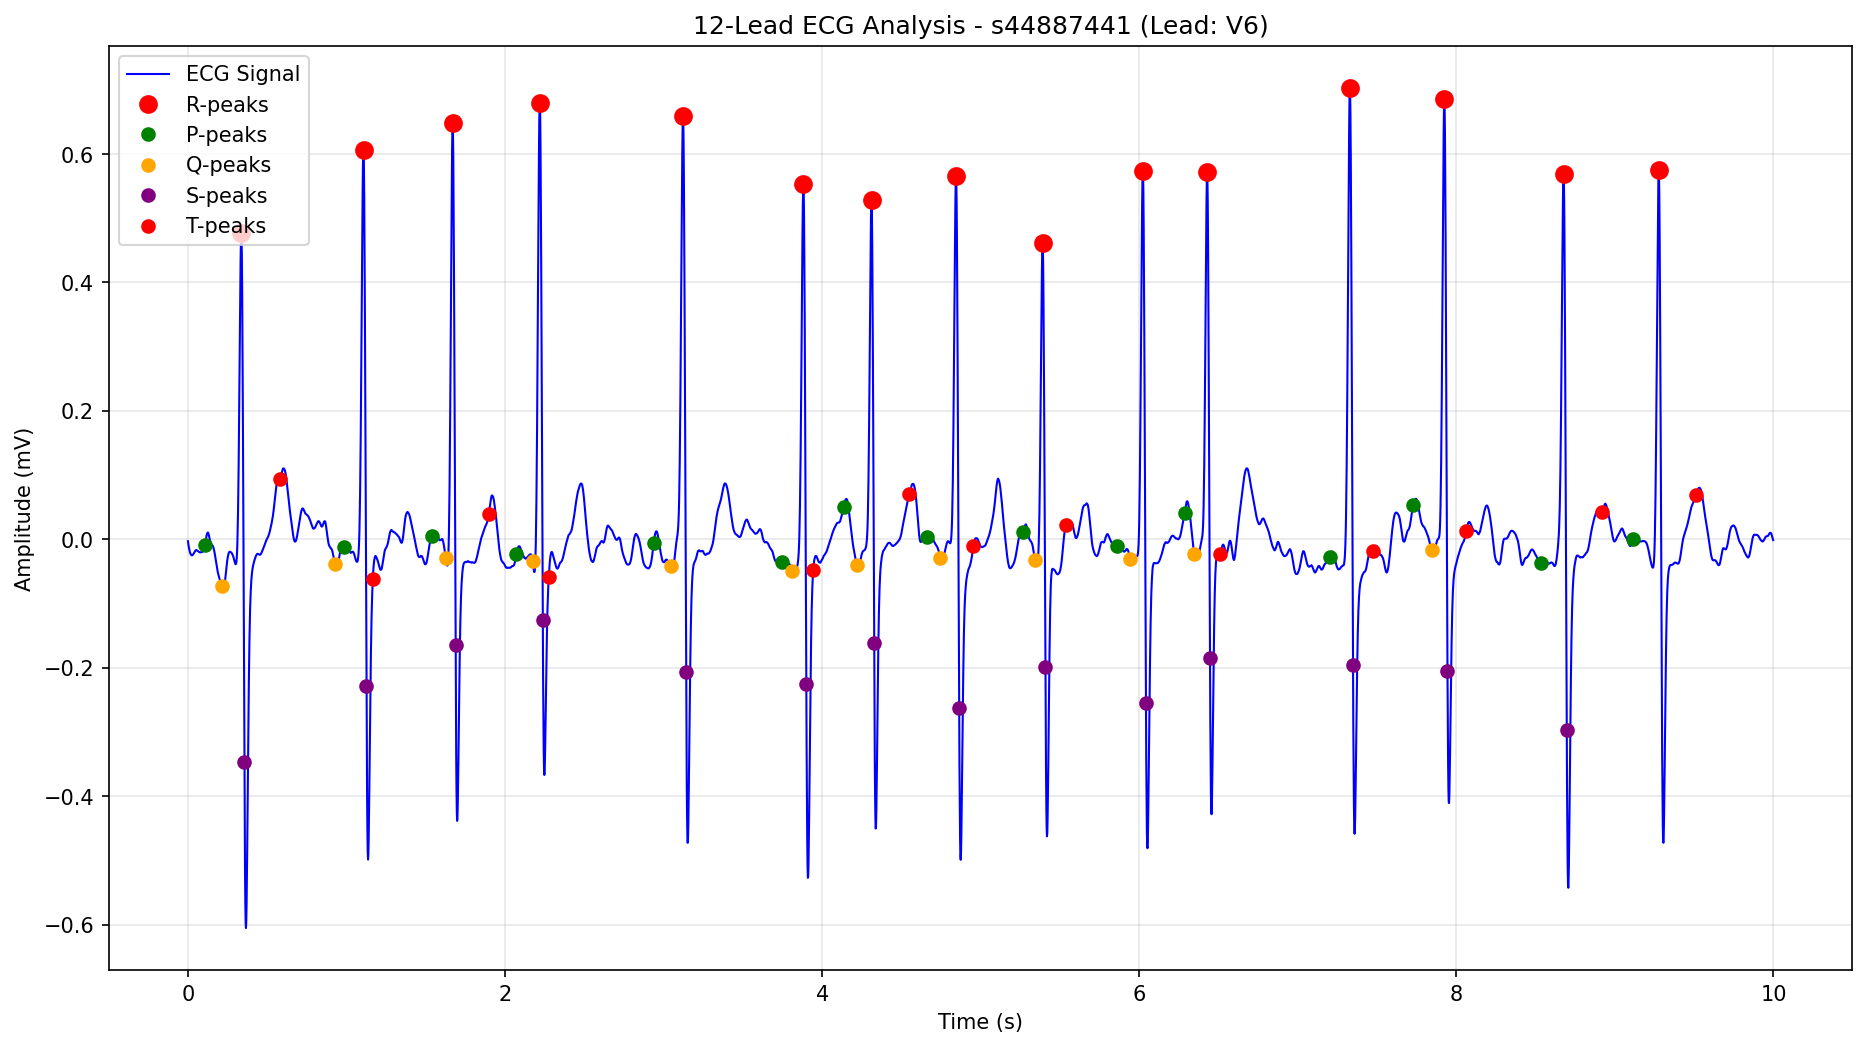 12-Lead ECG Analysis - s44887441 (Lead: V6)
ECG Signal
R-peaks
P-peaks
Q-peaks
S-peaks
T-peaks
Amplitude (mV)
0.6
0.4
0.2
0.0
−0.2
−0.4
−0.6
0 2 4 6 8 10
Time (s)